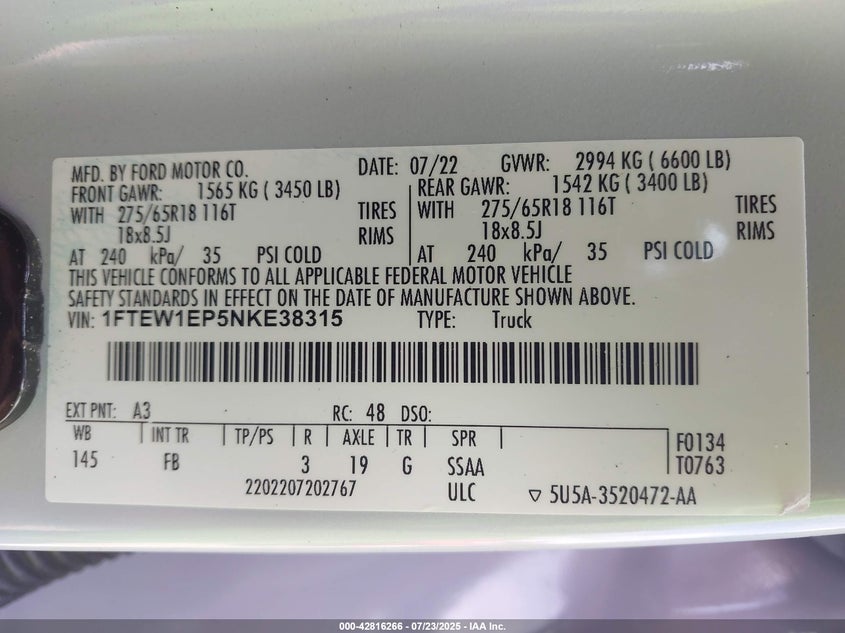 MFD. BY FORD MOTOR CO. DATE: 07/22 GVWR: 2994 KG ( 6600 LB)
FRONT GAWR: 1565 KG ( 3450 LB) REAR GAWR: 1542 KG ( 3400 LB)
WITH 275/65R18 116T TIRES WITH 275/65R18 116T TIRES
18x8.5J RIMS 18x8.5J RIMS
AT 240 kPa/ 35 PSI COLD AT 240 kPa/ 35 PSI COLD
THIS VEHICLE CONFORMS TO ALL APPLICABLE FEDERAL MOTOR VEHICLE
SAFETY STANDARDS IN EFFECT ON THE DATE OF MANUFACTURE SHOWN ABOVE.
VIN: 1FTEW1EP5NKE38315 TYPE: Truck
EXT PNT: A3 RC: 48 DSO:
WB INT TR TP/PS R AXLE TR SPR F0134
145 FB 3 19 G SSAA T0763
2202207202767 ULC ▽ 5U5A-3520472-AA
000-42816266 - 07/23/2025 - IAA Inc.